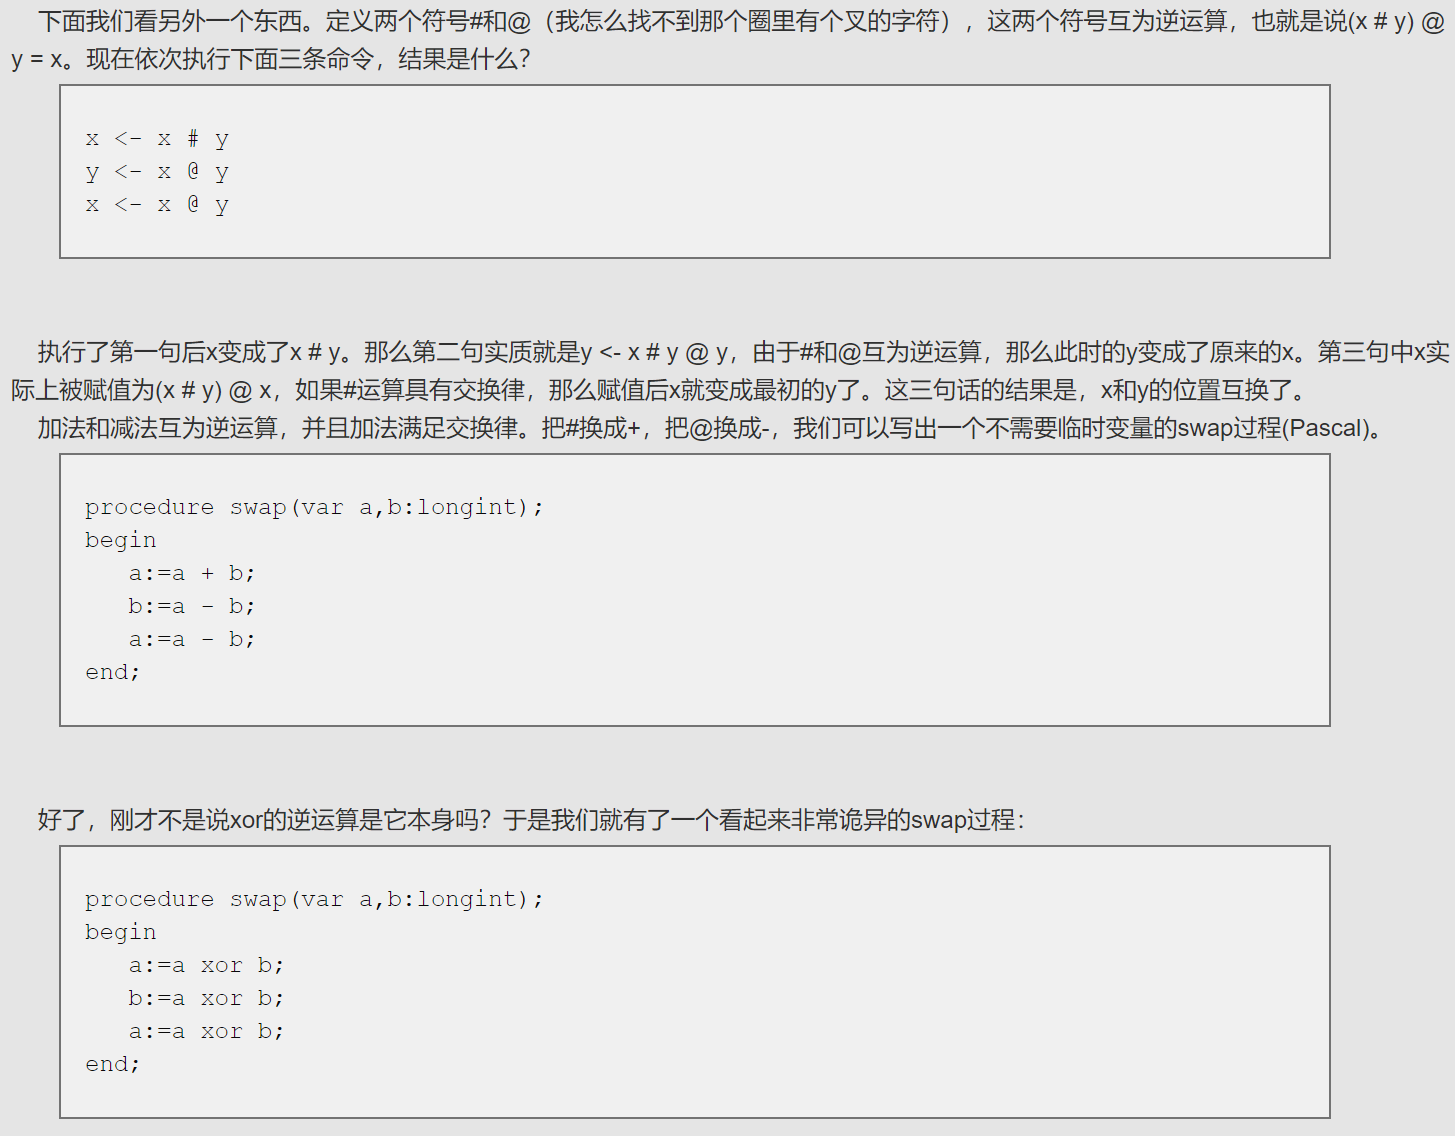 下面我们看另外一个东西。定义两个符号#和@（我怎么找不到那个圈里有个叉的字符），这两个符号互为逆运算，也就是说(x # y) @
y = x。现在依次执行下面三条命令，结果是什么？
x <- x # y
y <- x @ y
x <- x @ y
执行了第一句后x变成了x # y。那么第二句实质就是y <- x # y @ y，由于#和@互为逆运算，那么此时的y变成了原来的x。第三句中x实
际上被赋值为(x # y) @ x，如果#运算具有交换律，那么赋值后x就变成最初的y了。这三句话的结果是，x和y的位置互换了。
加法和减法互为逆运算，并且加法满足交换律。把#换成+，把@换成-，我们可以写出一个不需要临时变量的swap过程(Pascal)。
procedure swap(var a,b:longint);
begin
a:=a + b;
b:=a - b;
a:=a - b;
end;
好了，刚才不是说xor的逆运算是它本身吗？于是我们就有了一个看起来非常诡异的swap过程：
procedure swap(var a,b:longint);
begin
a:=a xor b;
b:=a xor b;
a:=a xor b;
end;